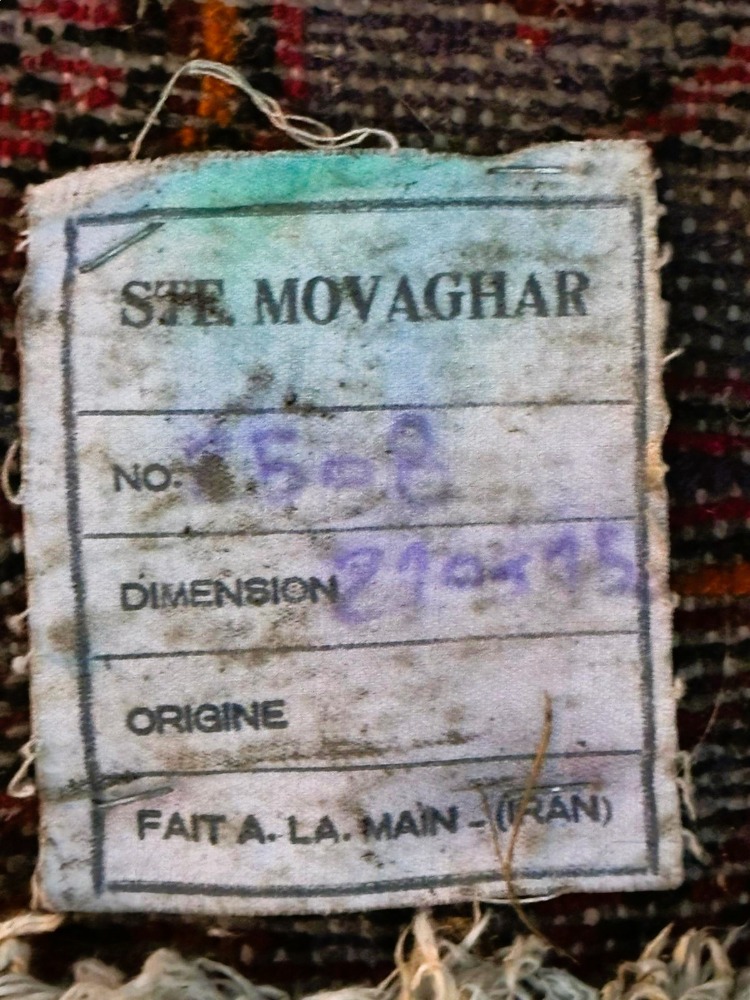 STE. MOVAGHAR
NO.
DIMENSION
ORIGINE
FAIT A. LA. MAIN - (IRAN)